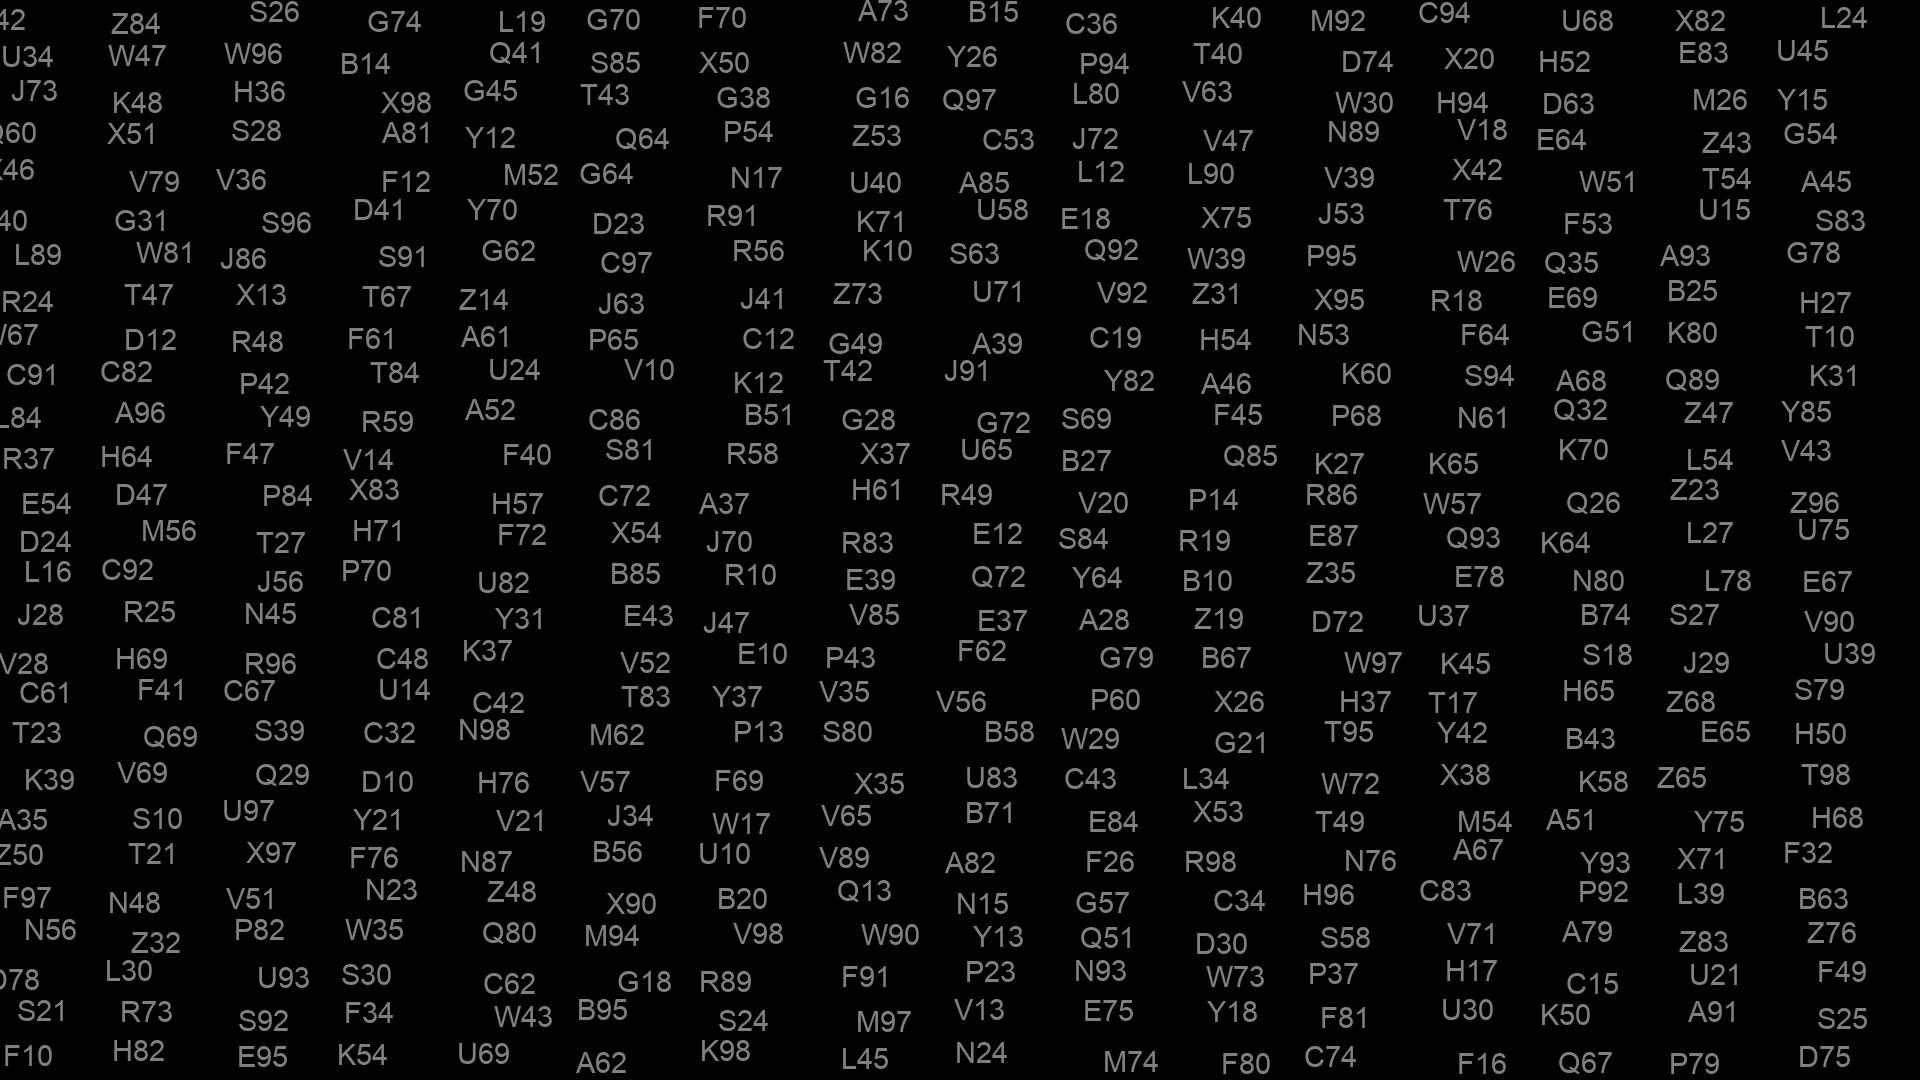 42 Z84 S26 G74 L19 G70 F70 A73 B15 C36 K40 M92 C94 U68 X82 L24
U34 W47 W96 B14 Q41 S85 X50 W82 Y26 P94 T40 D74 X20 H52 E83 U45
J73 K48 H36 X98 G45 T43 G38 G16 Q97 L80 V63 W30 H94 D63 M26 Y15
Q60 X51 S28 A81 Y12 Q64 P54 Z53 C53 J72 V47 N89 V18 E64 Z43 G54
46 V79 V36 F12 M52 G64 N17 U40 A85 L12 L90 V39 X42 W51 T54 A45
40 G31 S96 D41 Y70 D23 R91 K71 U58 E18 X75 J53 T76 F53 U15 S83
L89 W81 J86 S91 G62 C97 R56 K10 S63 Q92 W39 P95 W26 Q35 A93 G78
R24 T47 X13 T67 Z14 J63 J41 Z73 U71 V92 Z31 X95 R18 E69 B25 H27
W67 D12 R48 F61 A61 P65 C12 G49 A39 C19 H54 N53 F64 G51 K80 T10
C91 C82 P42 T84 U24 V10 K12 T42 J91 Y82 A46 K60 S94 A68 Q89 K31
L84 A96 Y49 R59 A52 C86 B51 G28 G72 S69 F45 P68 N61 Q32 Z47 Y85
R37 H64 F47 V14 F40 S81 R58 X37 U65 B27 Q85 K27 K65 K70 L54 V43
E54 D47 P84 X83 H57 C72 A37 H61 R49 V20 P14 R86 W57 Q26 Z23 Z96
D24 M56 T27 H71 F72 X54 J70 R83 E12 S84 R19 E87 Q93 K64 L27 U75
L16 C92 J56 P70 U82 B85 R10 E39 Q72 Y64 B10 Z35 E78 N80 L78 E67
J28 R25 N45 C81 Y31 E43 J47 V85 E37 A28 Z19 D72 U37 B74 S27 V90
V28 H69 R96 C48 K37 V52 E10 P43 F62 G79 B67 W97 K45 S18 J29 U39
C61 F41 C67 U14 C42 T83 Y37 V35 V56 P60 X26 H37 T17 H65 Z68 S79
T23 Q69 S39 C32 N98 M62 P13 S80 B58 W29 G21 T95 Y42 B43 E65 H50
K39 V69 Q29 D10 H76 V57 F69 X35 U83 C43 L34 W72 X38 K58 Z65 T98
A35 S10 U97 Y21 V21 J34 W17 V65 B71 E84 X53 T49 M54 A51 Y75 H68
Z50 T21 X97 F76 N87 B56 U10 V89 A82 F26 R98 N76 A67 Y93 X71 F32
F97 N48 V51 N23 Z48 X90 B20 Q13 N15 G57 C34 H96 C83 P92 L39 B63
N56 Z32 P82 W35 Q80 M94 V98 W90 Y13 Q51 D30 S58 V71 A79 Z83 Z76
78 L30 U93 S30 C62 G18 R89 F91 P23 N93 W73 P37 H17 C15 U21 F49
S21 R73 S92 F34 W43 B95 S24 M97 V13 E75 Y18 F81 U30 K50 A91 S25
F10 H82 E95 K54 U69 A62 K98 L45 N24 M74 F80 C74 F16 Q67 P79 D75